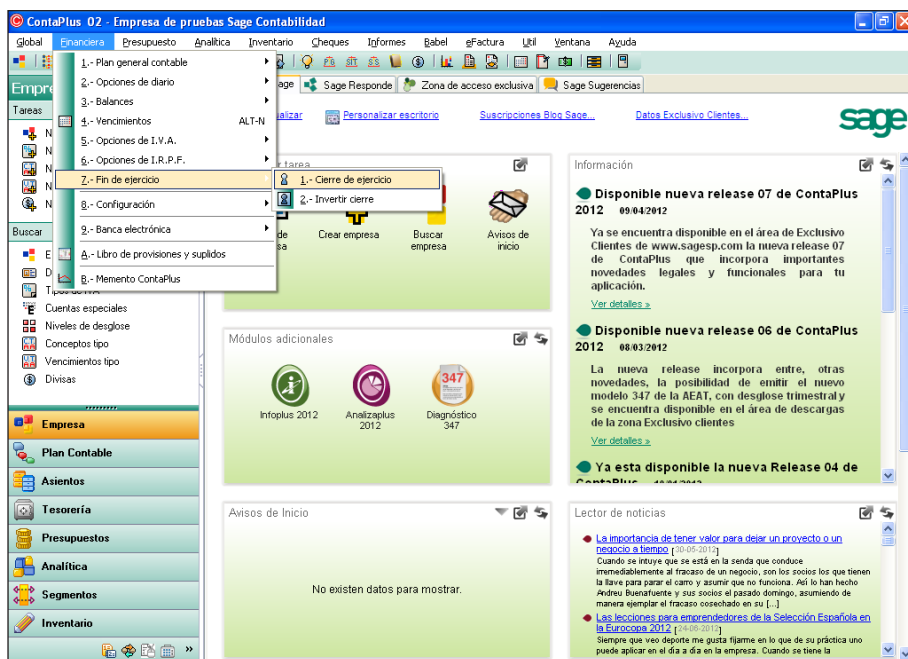 ContaPlus 02 - Empresa de pruebas Sage Contabilidad
Global Financiera Presupuesto Analítica Inventario Cheques Informes Babel eFactura Util Ventana Ayuda
Empre
Tareas
N
N
N
N
Buscar
E
D
Tipos de IVA
Cuentas especiales
Niveles de desglose
Conceptos tipo
Vencimientos tipo
Divisas
Empresa
Plan Contable
Asientos
Tesorería
Presupuestos
Analítica
Segmentos
Inventario
»
1.- Plan general contable
2.- Opciones de diario
3.- Balances
4.- Vencimientos ALT-N
5.- Opciones de I.V.A.
6.- Opciones de I.R.P.F.
7.- Fin de ejercicio
8.- Configuración
9.- Banca electrónica
A.- Libro de provisiones y suplidos
B.- Memento ContaPlus
1.- Cierre de ejercicio
2.- Invertir cierre
age Sage Responde Zona de acceso exclusiva Sage Sugerencias
alizar Personalizar escritorio Suscripciones Blog Sage... Datos Exclusivo Clientes...
sage
r tarea
de
sa
Crear empresa
Buscar
empresa
Avisos de
inicio
Módulos adicionales
Infoplus 2012
Analizaplus
2012
347
Diagnóstico
347
Avisos de Inicio
No existen datos para mostrar.
Información
Disponible nueva release 07 de ContaPlus
2012 09/04/2012
Ya se encuentra disponible en el área de Exclusivo
Clientes de www.sagesp.com la nueva release 07
de ContaPlus que incorpora importantes
novedades legales y funcionales para tu
aplicación.
Ver detalles »
Disponible nueva release 06 de ContaPlus
2012 08/03/2012
La nueva release incorpora entre, otras
novedades, la posibilidad de emitir el nuevo
modelo 347 de la AEAT, con desglose trimestral y
se encuentra disponible en el área de descargas
de la zona Exclusivo clientes
Ver detalles »
Ya esta disponible la nueva Release 04 de
ContaPlus
Lector de noticias
La importancia de tener valor para dejar un proyecto o un
negocio a tiempo [30-05-2012]
Cuando se intuye que se está en la senda que conduce
irremediablemente al fracaso de un negocio, son los socios los que tienen
la llave para parar el carro y asumir que no funciona. Así lo han hecho
Andreu Buenafuente y sus socios el pasado domingo, asumiendo de
manera ejemplar el fracaso cosechado en su [...]
Las lecciones para emprendedores de la Selección Española en
la Eurocopa 2012 [24-06-2012]
Siempre que veo deporte me gusta fijarme en lo que de su práctica uno
puede aplicar en el día a día en la empresa. Cuando se tiene la